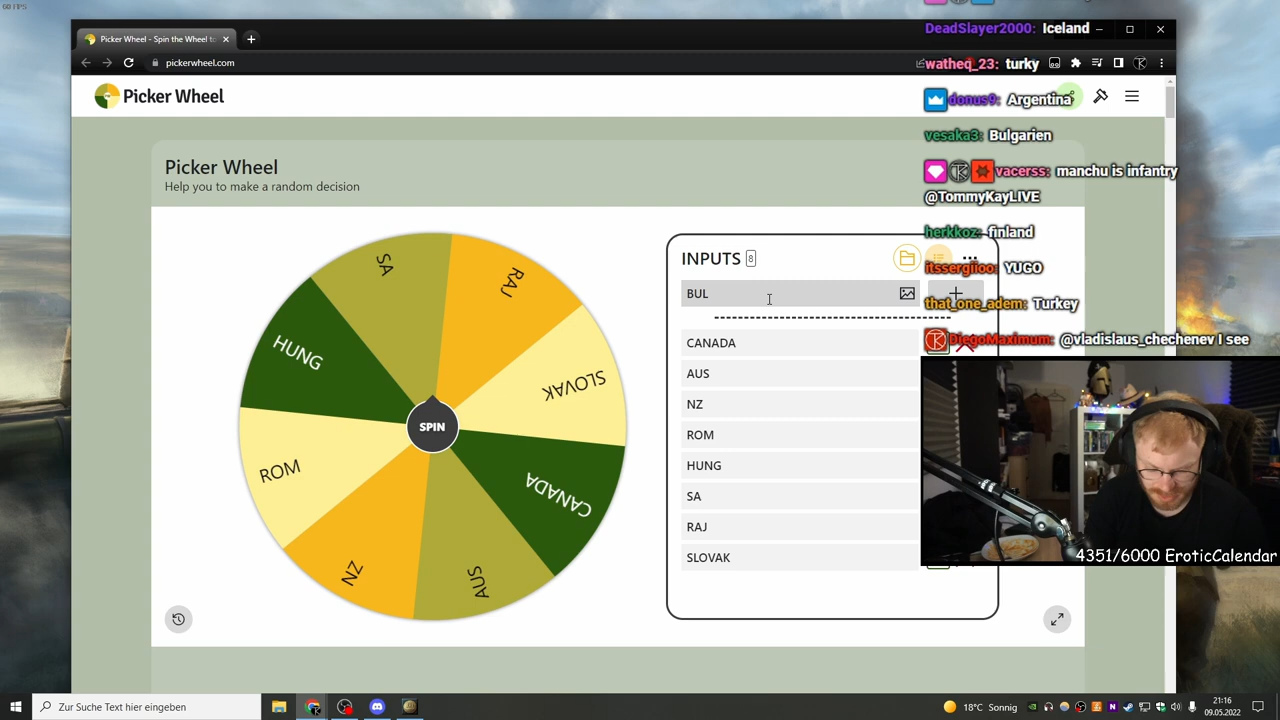 60 FPS
Picker Wheel - Spin the Wheel to
pickerwheel.com
Picker Wheel
Picker Wheel
Help you to make a random decision
SA
RAJ
HUNG
SLOVAK
SPIN
ROM
CANADA
NZ
AUS
INPUTS 8
BUL
CANADA
AUS
NZ
ROM
HUNG
SA
RAJ
SLOVAK
DeadSlayer2000: Iceland
watheq_23: turky
donus9: Argentina
vesaka3: Bulgarien
vacerss: manchu is infantry
@TommyKayLIVE
herkkoz: finland
itssergiioo: YUGO
that_one_adem: Turkey
DiegoMaximum: @vladislaus_chechenev I see
4351/6000 EroticCalendar
Zur Suche Text hier eingeben
18°C Sonnig
21:16
09.05.2022